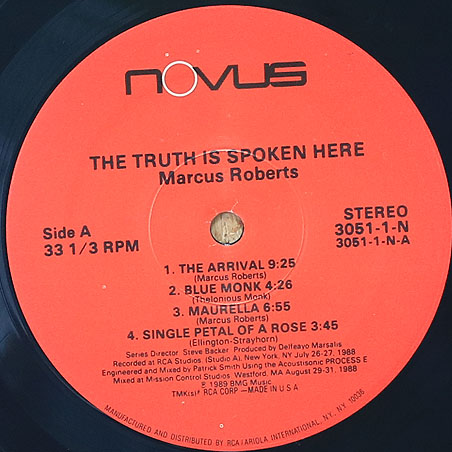 NOVUS
THE TRUTH IS SPOKEN HERE
Marcus Roberts
Side A
33 1/3 RPM
STEREO
3051-1-N
3051-1-N-A
1. THE ARRIVAL 9:25
(Marcus Roberts)
2. BLUE MONK 4:26
(Thelonious Monk)
3. MAURELLA 6:55
(Marcus Roberts)
4. SINGLE PETAL OF A ROSE 3:45
(Ellington-Strayhorn)
Series Director: Steve Backer Produced by Delfeayo Marsalis
Recorded at RCA Studios (Studio A), New York, NY July 26-27, 1988
Engineered and Mixed by Patrick Smith Using the Acoustisonic PROCESS E
Mixed at Mission Control Studios Westford, MA August 29-31, 1988
℗ 1989 BMG Music
TMK(s)® RCA CORP —MADE IN U S A
MANUFACTURED AND DISTRIBUTED BY RCA/ARIOLA INTERNATIONAL, NY, NY 10036